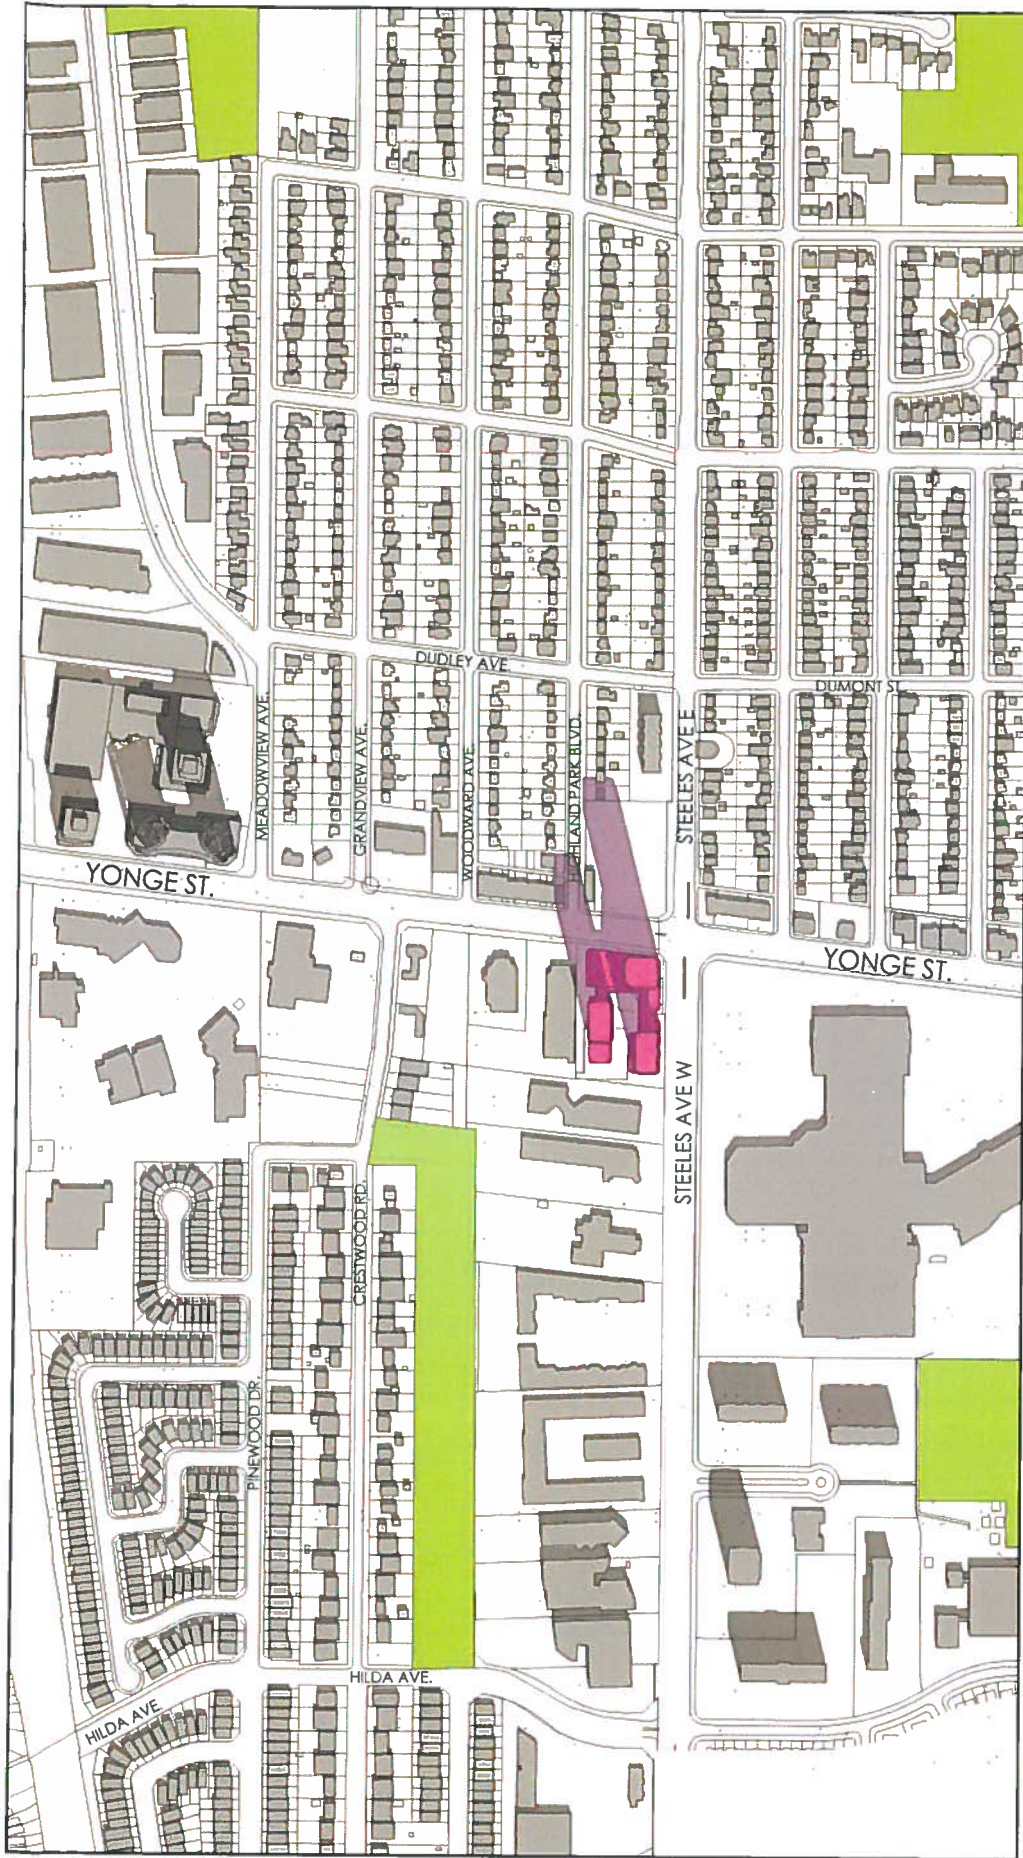 DUDLEY AVE.
DUMONT ST.
MEADOWVIEW AVE.
GRANDVIEW AVE.
WOODWARD AVE.
HIGHLAND PARK BLVD.
STEELES AVE E
YONGE ST.
YONGE ST.
STEELES AVE W
CRESTWOOD RD.
PINEWOOD DR.
HILDA AVE.
HILDA AVE.